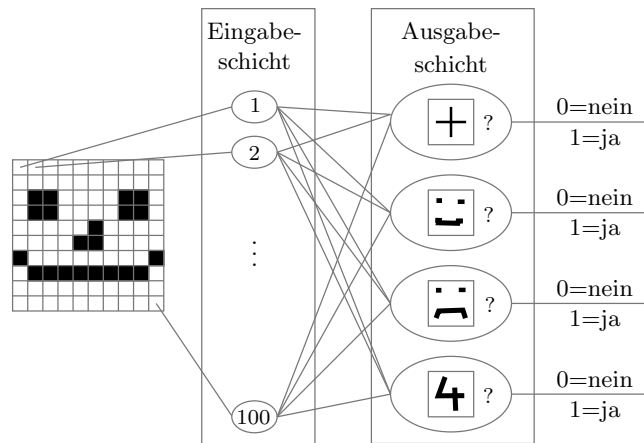 Eingabe-
schicht
1
2
⋮
100
Ausgabe-
schicht
+ ?
?
?
4 ?
0=nein
1=ja
0=nein
1=ja
0=nein
1=ja
0=nein
1=ja